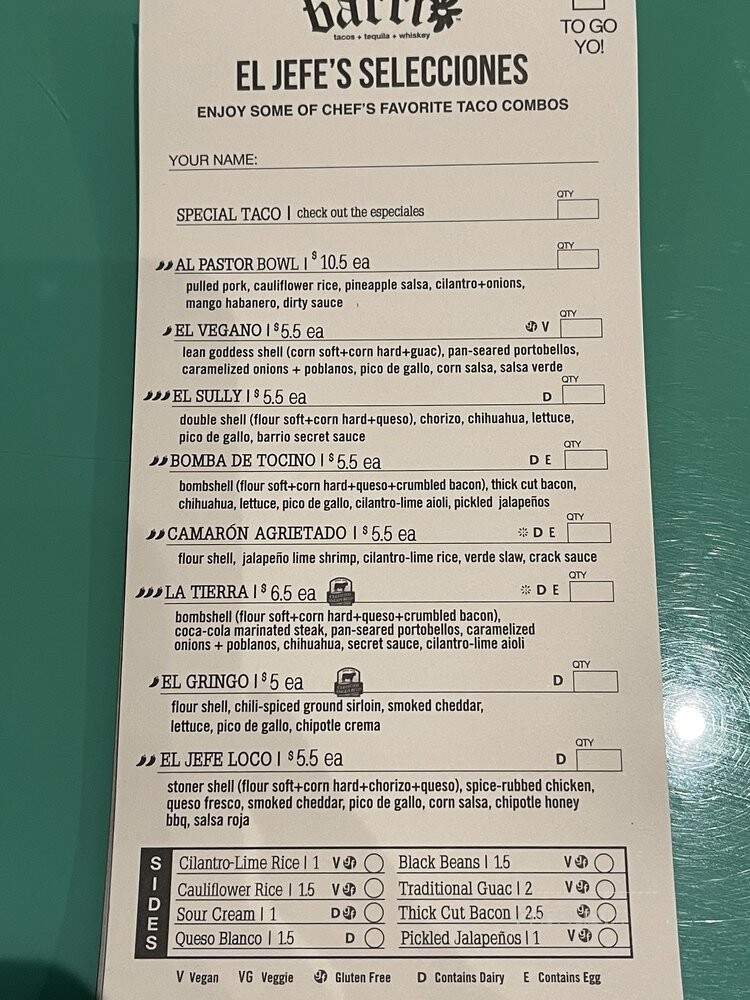 barrio
tacos + tequila + whiskey
TO GO
YO!
EL JEFE'S SELECCIONES
ENJOY SOME OF CHEF'S FAVORITE TACO COMBOS
YOUR NAME:
SPECIAL TACO | check out the especiales QTY
AL PASTOR BOWL | $10.5 ea QTY
pulled pork, cauliflower rice, pineapple salsa, cilantro+onions,
mango habanero, dirty sauce
EL VEGANO | $5.5 ea GF V QTY
lean goddess shell (corn soft+corn hard+guac), pan-seared portobellos,
caramelized onions + poblanos, pico de gallo, corn salsa, salsa verde
EL SULLY | $5.5 ea D QTY
double shell (flour soft+corn hard+queso), chorizo, chihuahua, lettuce,
pico de gallo, barrio secret sauce
BOMBA DE TOCINO | $5.5 ea D E QTY
bombshell (flour soft+corn hard+queso+crumbled bacon), thick cut bacon,
chihuahua, lettuce, pico de gallo, cilantro-lime aioli, pickled jalapeños
CAMARÓN AGRIETADO | $5.5 ea D E QTY
flour shell, jalapeño lime shrimp, cilantro-lime rice, verde slaw, crack sauce
LA TIERRA | $6.5 ea D E QTY
bombshell (flour soft+corn hard+queso+crumbled bacon),
coca-cola marinated steak, pan-seared portobellos, caramelized
onions + poblanos, chihuahua, secret sauce, cilantro-lime aioli
EL GRINGO | $5 ea D QTY
flour shell, chili-spiced ground sirloin, smoked cheddar,
lettuce, pico de gallo, chipotle crema
EL JEFE LOCO | $5.5 ea D QTY
stoner shell (flour soft+corn hard+chorizo+queso), spice-rubbed chicken,
queso fresco, smoked cheddar, pico de gallo, corn salsa, chipotle honey
bbq, salsa roja
SIDES
Cilantro-Lime Rice | 1 V GF
Cauliflower Rice | 1.5 V GF
Sour Cream | 1 D GF
Queso Blanco | 1.5 D
Black Beans | 1.5 V GF
Traditional Guac | 2 V GF
Thick Cut Bacon | 2.5 GF
Pickled Jalapeños | 1 V GF
V Vegan VG Veggie GF Gluten Free D Contains Dairy E Contains Egg